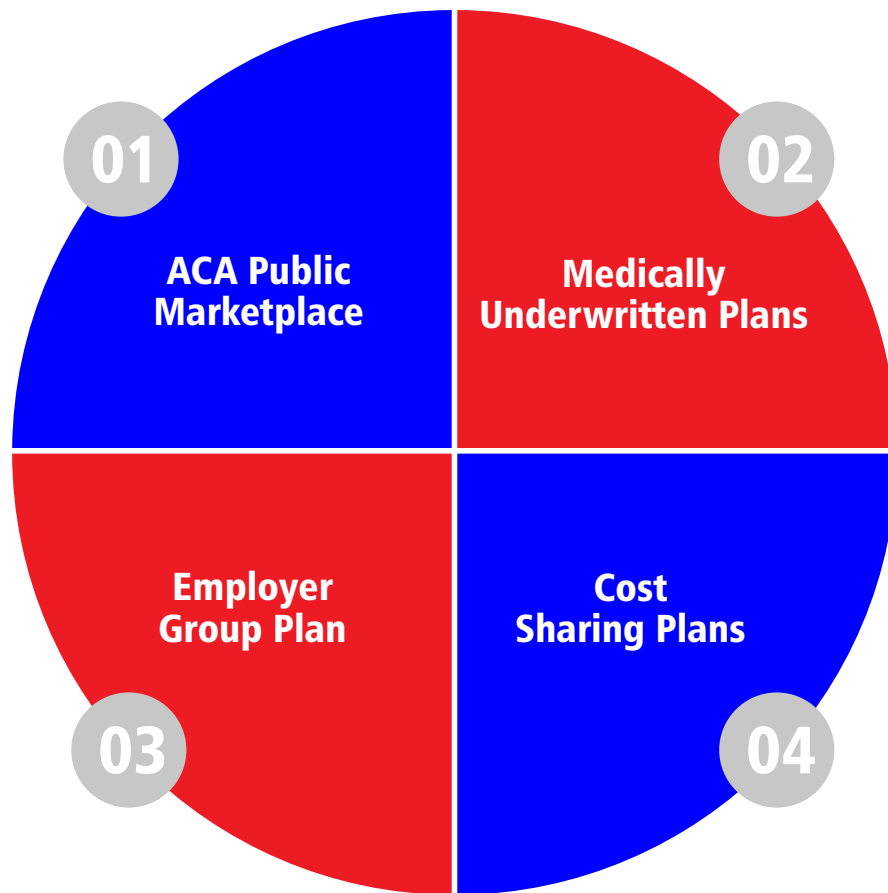 01
ACA Public
Marketplace
02
Medically
Underwritten Plans
03
Employer
Group Plan
04
Cost
Sharing Plans